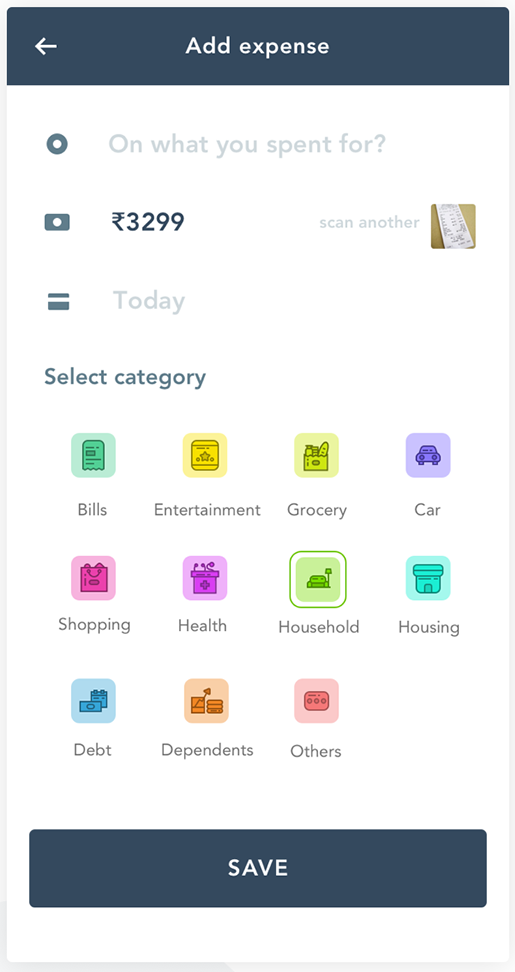 Add expense
On what you spent for?
₹3299 scan another
Today
Select category
Bills Entertainment Grocery Car
Shopping Health Household Housing
Debt Dependents Others
SAVE